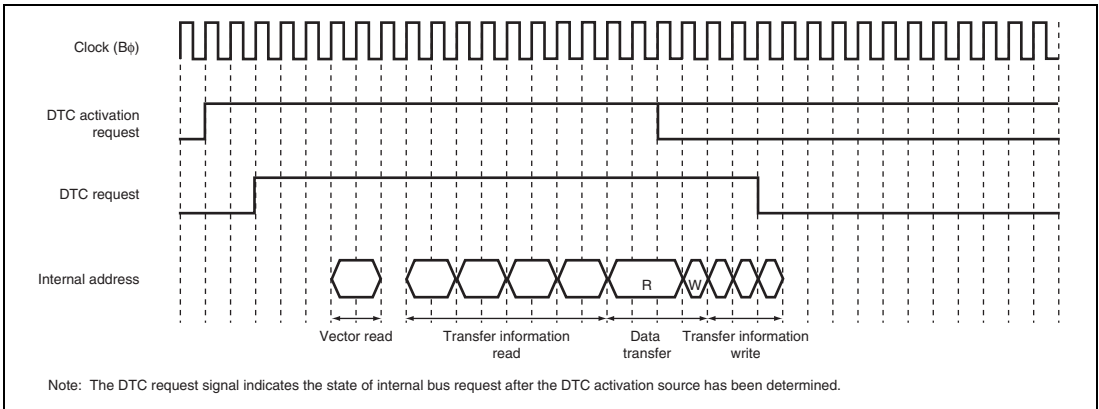 Clock (Bφ)
DTC activation
request
DTC request
Internal address
R
W
Vector read
Transfer information
read
Data
transfer
Transfer information
write
Note: The DTC request signal indicates the state of internal bus request after the DTC activation source has been determined.